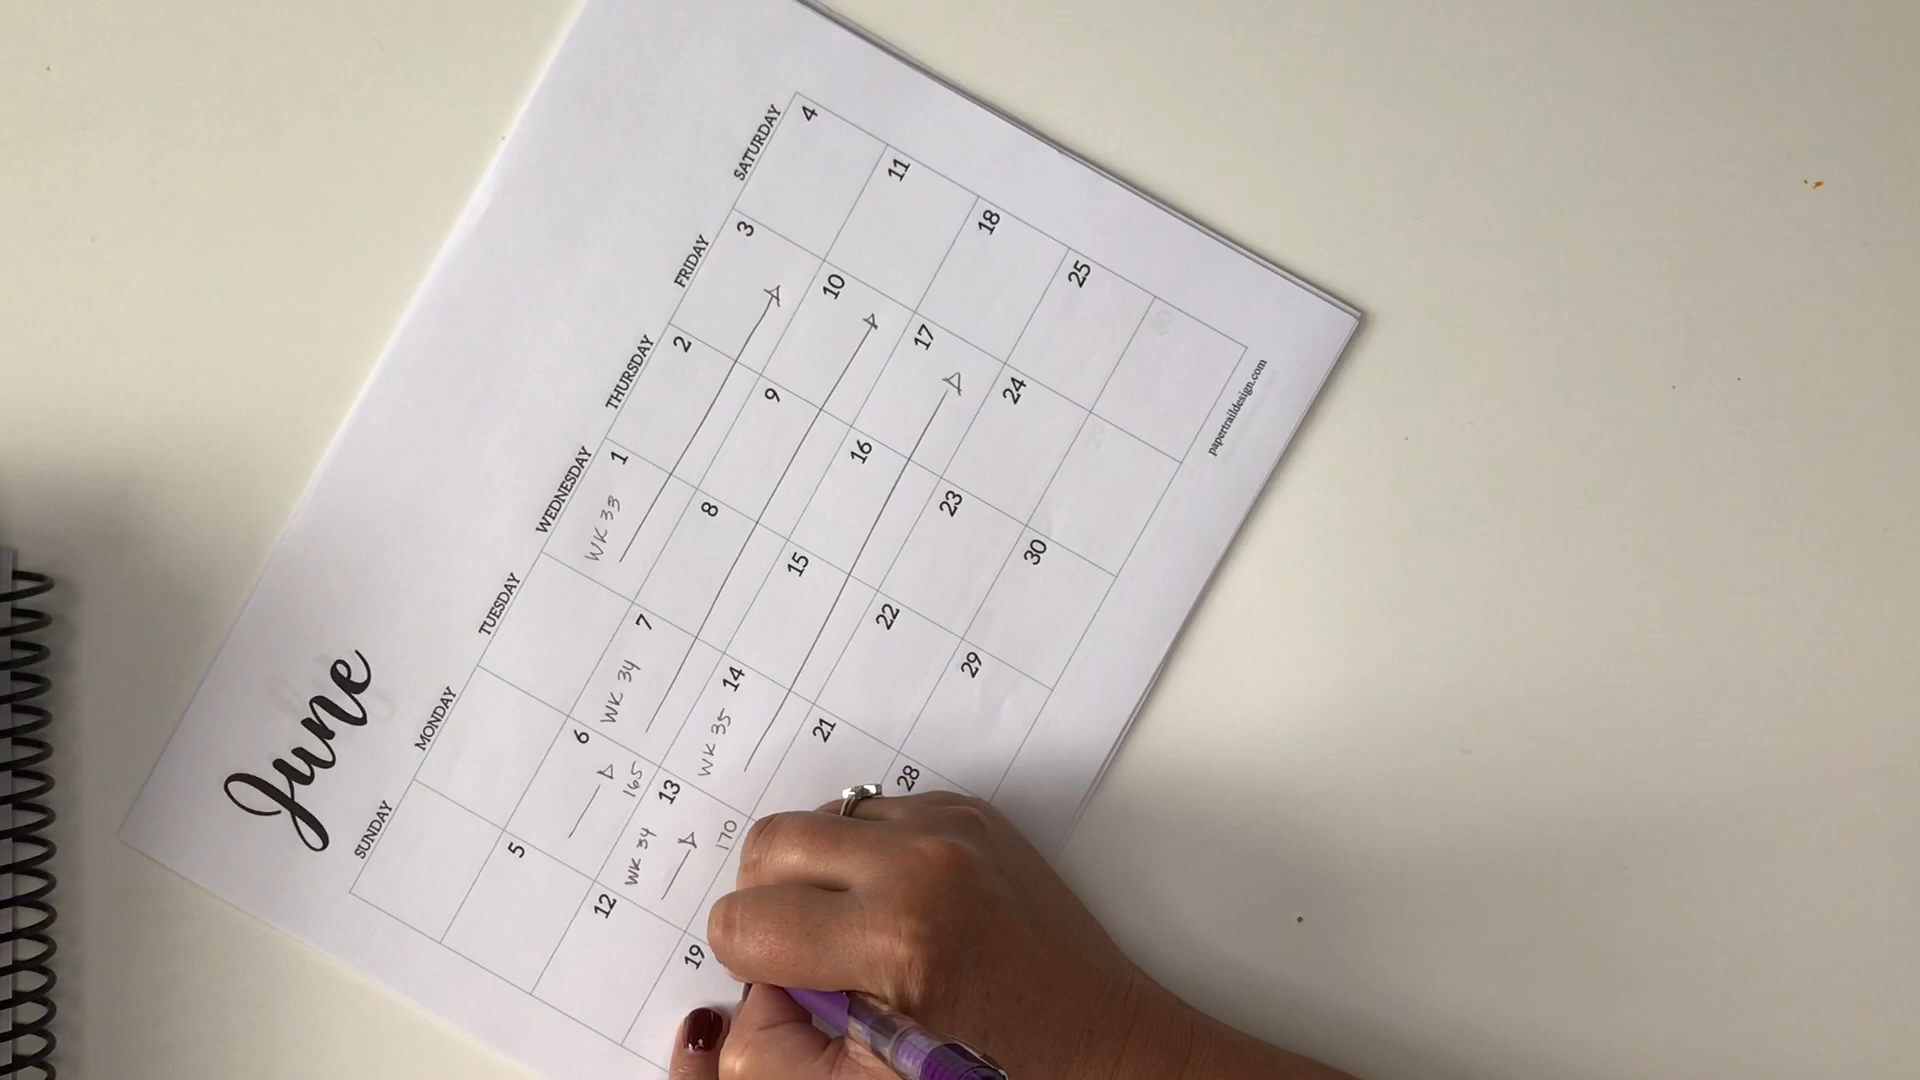 June
SUNDAY MONDAY TUESDAY WEDNESDAY THURSDAY FRIDAY SATURDAY
1 2 3 4
WK 33
5 6 7 8 9 10 11
WK 34
165
12 13 14 15 16 17 18
WK 34 WK 35
170
19 21 22 23 24 25
28 29 30
papertraildesign.com